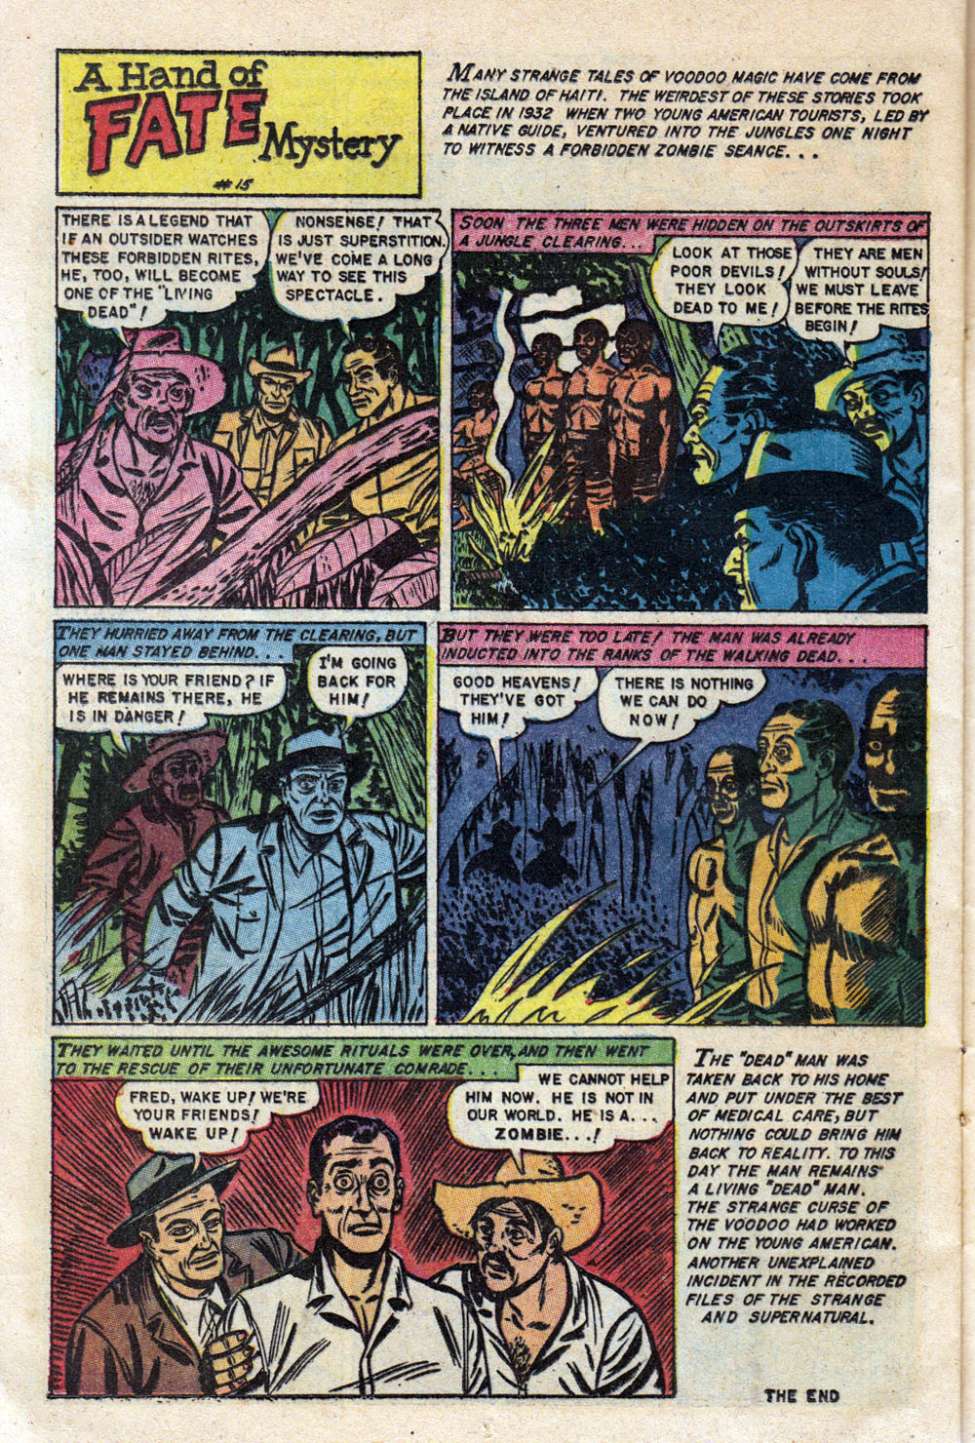 A Hand of
FATE
Mystery
#15
MANY STRANGE TALES OF VOODOO MAGIC HAVE COME FROM
THE ISLAND OF HAITI. THE WEIRDEST OF THESE STORIES TOOK
PLACE IN 1932 WHEN TWO YOUNG AMERICAN TOURISTS, LED BY
A NATIVE GUIDE, VENTURED INTO THE JUNGLES ONE NIGHT
TO WITNESS A FORBIDDEN ZOMBIE SEANCE...
THERE IS A LEGEND THAT
IF AN OUTSIDER WATCHES
THESE FORBIDDEN RITES,
HE, TOO, WILL BECOME
ONE OF THE "LIVING
DEAD"!
NONSENSE! THAT
IS JUST SUPERSTITION.
WE'VE COME A LONG
WAY TO SEE THIS
SPECTACLE.
SOON THE THREE MEN WERE HIDDEN ON THE OUTSKIRTS OF
A JUNGLE CLEARING...
LOOK AT THOSE
POOR DEVILS!
THEY LOOK
DEAD TO ME!
THEY ARE MEN
WITHOUT SOULS!
WE MUST LEAVE
BEFORE THE RITES
BEGIN!
THEY HURRIED AWAY FROM THE CLEARING, BUT
ONE MAN STAYED BEHIND...
WHERE IS YOUR FRIEND? IF
HE REMAINS THERE, HE
IS IN DANGER!
I'M GOING
BACK FOR
HIM!
BUT THEY WERE TOO LATE! THE MAN WAS ALREADY
INDUCTED INTO THE RANKS OF THE WALKING DEAD...
GOOD HEAVENS!
THEY'VE GOT
HIM!
THERE IS NOTHING
WE CAN DO
NOW!
THEY WAITED UNTIL THE AWESOME RITUALS WERE OVER, AND THEN WENT
TO THE RESCUE OF THEIR UNFORTUNATE COMRADE...
FRED, WAKE UP! WE'RE
YOUR FRIENDS!
WAKE UP!
WE CANNOT HELP
HIM NOW. HE IS NOT IN
OUR WORLD. HE IS A...
ZOMBIE...!
THE "DEAD" MAN WAS
TAKEN BACK TO HIS HOME
AND PUT UNDER THE BEST
OF MEDICAL CARE, BUT
NOTHING COULD BRING HIM
BACK TO REALITY. TO THIS
DAY THE MAN REMAINS
A LIVING "DEAD" MAN.
THE STRANGE CURSE OF
THE VOODOO HAD WORKED
ON THE YOUNG AMERICAN.
ANOTHER UNEXPLAINED
INCIDENT IN THE RECORDED
FILES OF THE STRANGE
AND SUPERNATURAL.
THE END